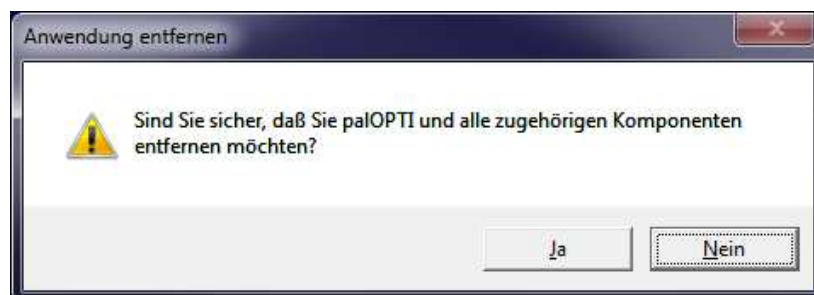 Anwendung entfernen
Sind Sie sicher, daß Sie palOPTI und alle zugehörigen Komponenten
entfernen möchten?
Ja
Nein